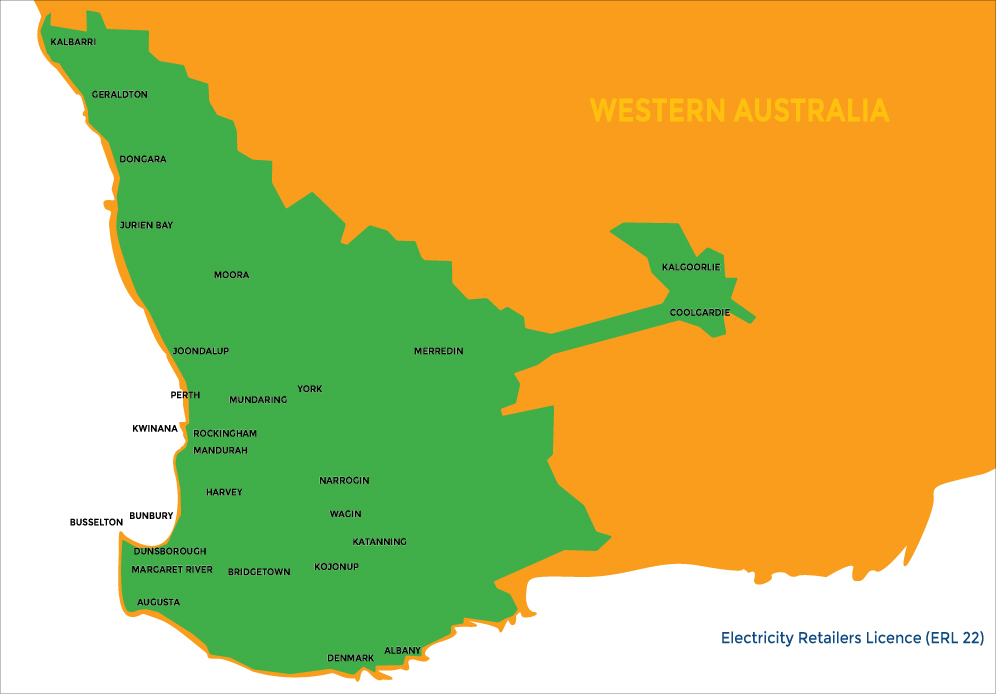 KALBARRI
GERALDTON
WESTERN AUSTRALIA
DONGARA
JURIEN BAY
KALGOORLIE
MOORA
COOLGARDIE
JOONDALUP
MERREDIN
YORK
PERTH
MUNDARING
KWINANA
ROCKINGHAM
MANDURAH
NARROGIN
HARVEY
WAGIN
BUNBURY
BUSSELTON
KATANNING
DUNSBOROUGH
KOJONUP
MARGARET RIVER
BRIDGETOWN
AUGUSTA
Electricity Retailers Licence (ERL 22)
ALBANY
DENMARK